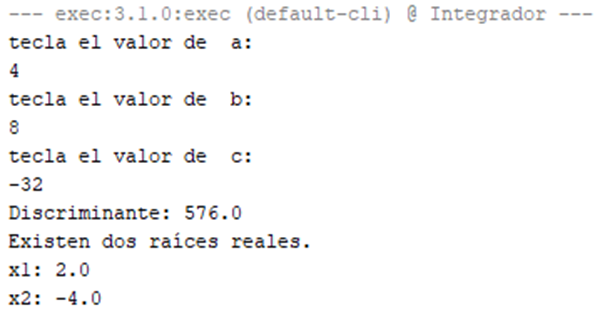 --- exec:3.1.0:exec (default-cli) @ Integrador ---
tecla el valor de  a:
4
tecla el valor de  b:
8
tecla el valor de  c:
-32
Discriminante: 576.0
Existen dos raíces reales.
x1: 2.0
x2: -4.0